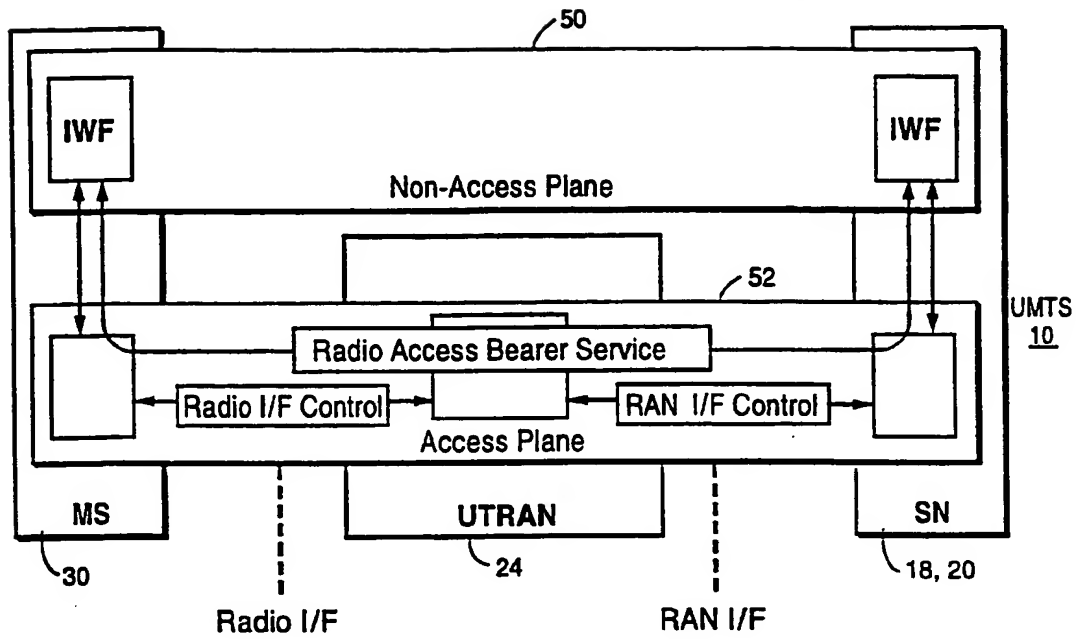 50
IWF
IWF
Non-Access Plane
52
UMTS
10
Radio Access Bearer Service
Radio I/F Control
RAN I/F Control
Access Plane
MS
UTRAN
SN
30
24
18, 20
Radio I/F
RAN I/F